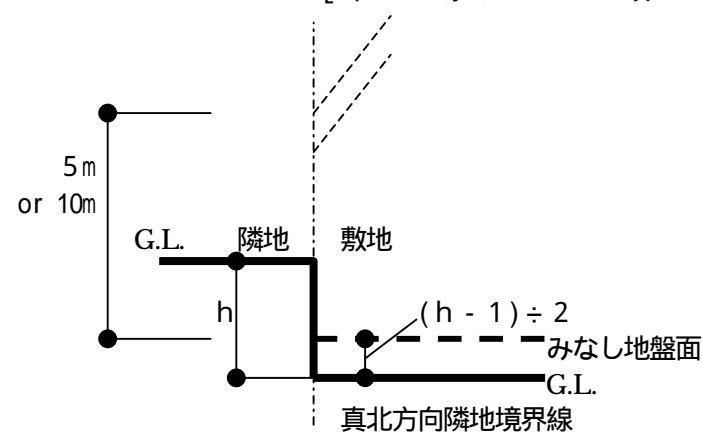 5m
or 10m
G.L. 隣地 敷地
h
(h - 1) ÷ 2
みなし地盤面
G.L.
真北方向隣地境界線